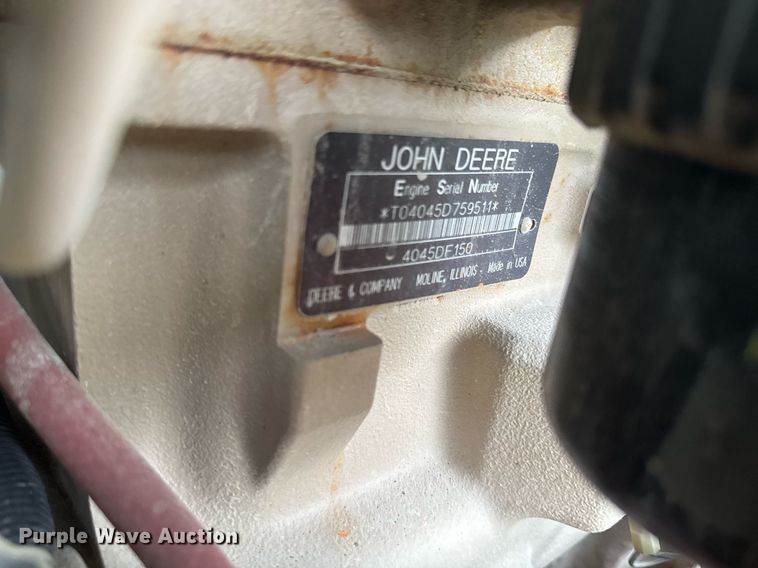 JOHN DEERE
Engine Serial Number
*T04045D759511*
4045DF150
DEERE & COMPANY MOLINE, ILLINOIS - Made in USA
Purple Wave Auction